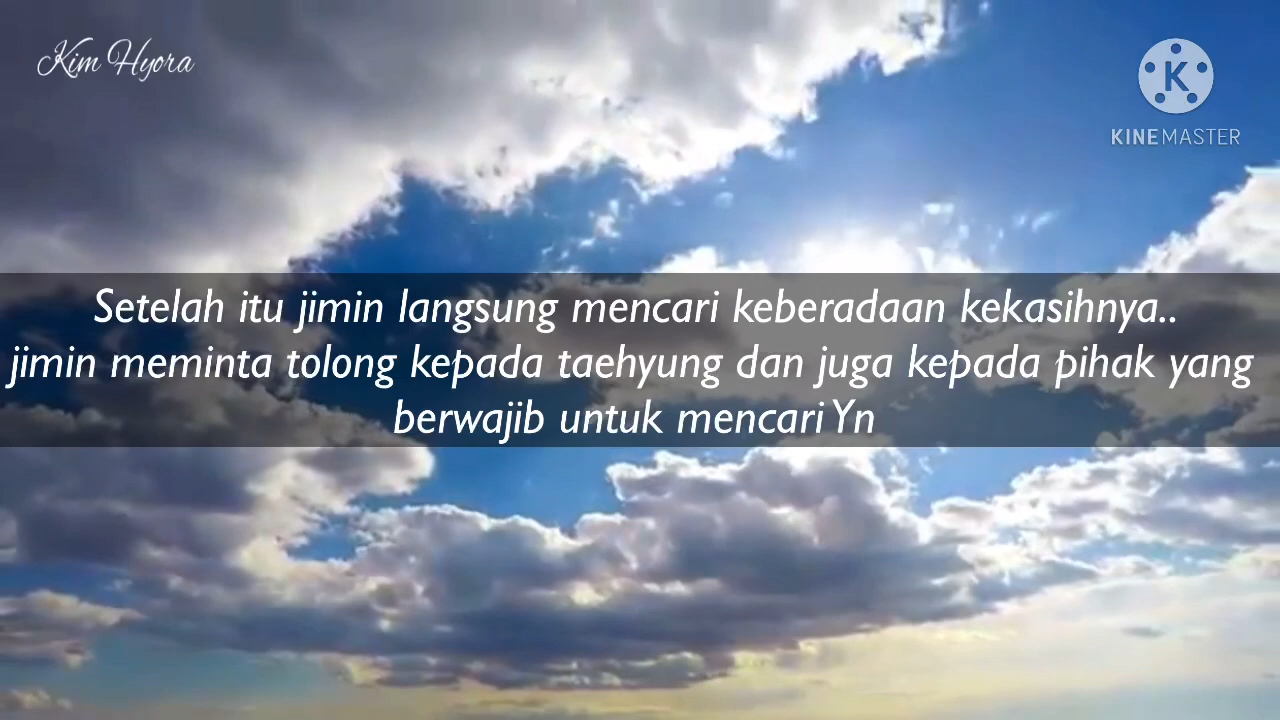 Kim Hyora
K
KINEMASTER
Setelah itu jimin langsung mencari keberadaan kekasihnya..
jimin meminta tolong kepada taehyung dan juga kepada pihak yang
berwajib untuk mencari Yn